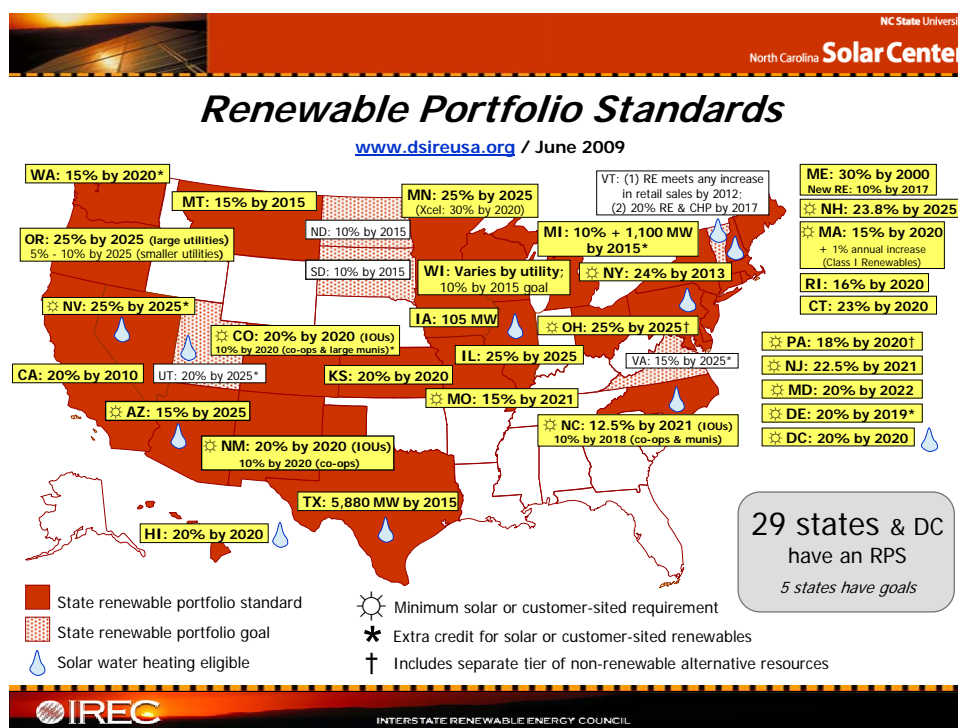 NC State Universi
North Carolina Solar Center
Renewable Portfolio Standards
www.dsireusa.org / June 2009
WA: 15% by 2020*
MT: 15% by 2015
MN: 25% by 2025
(Xcel: 30% by 2020)
VT: (1) RE meets any increase
in retail sales by 2012;
(2) 20% RE & CHP by 2017
ME: 30% by 2000
New RE: 10% by 2017
☼ NH: 23.8% by 2025
☼ MA: 15% by 2020
+ 1% annual increase
(Class I Renewables)
RI: 16% by 2020
CT: 23% by 2020
OR: 25% by 2025 (large utilities)
5% - 10% by 2025 (smaller utilities)
ND: 10% by 2015
SD: 10% by 2015
MI: 10% + 1,100 MW
by 2015*
WI: Varies by utility;
10% by 2015 goal
☼ NY: 24% by 2013
☼ NV: 25% by 2025*
☼ CO: 20% by 2020 (IOUs)
10% by 2020 (co-ops & large munis)*
IA: 105 MW
☼ OH: 25% by 2025†
☼ PA: 18% by 2020†
☼ NJ: 22.5% by 2021
☼ MD: 20% by 2022
☼ DE: 20% by 2019*
☼ DC: 20% by 2020
CA: 20% by 2010
UT: 20% by 2025*
KS: 20% by 2020
IL: 25% by 2025
VA: 15% by 2025*
☼ MO: 15% by 2021
☼ AZ: 15% by 2025
☼ NC: 12.5% by 2021 (IOUs)
10% by 2018 (co-ops & munis)
☼ NM: 20% by 2020 (IOUs)
10% by 2020 (co-ops)
TX: 5,880 MW by 2015
HI: 20% by 2020
29 states & DC
have an RPS
5 states have goals
State renewable portfolio standard
State renewable portfolio goal
Solar water heating eligible
☼ Minimum solar or customer-sited requirement
* Extra credit for solar or customer-sited renewables
† Includes separate tier of non-renewable alternative resources
IREC
INTERSTATE RENEWABLE ENERGY COUNCIL